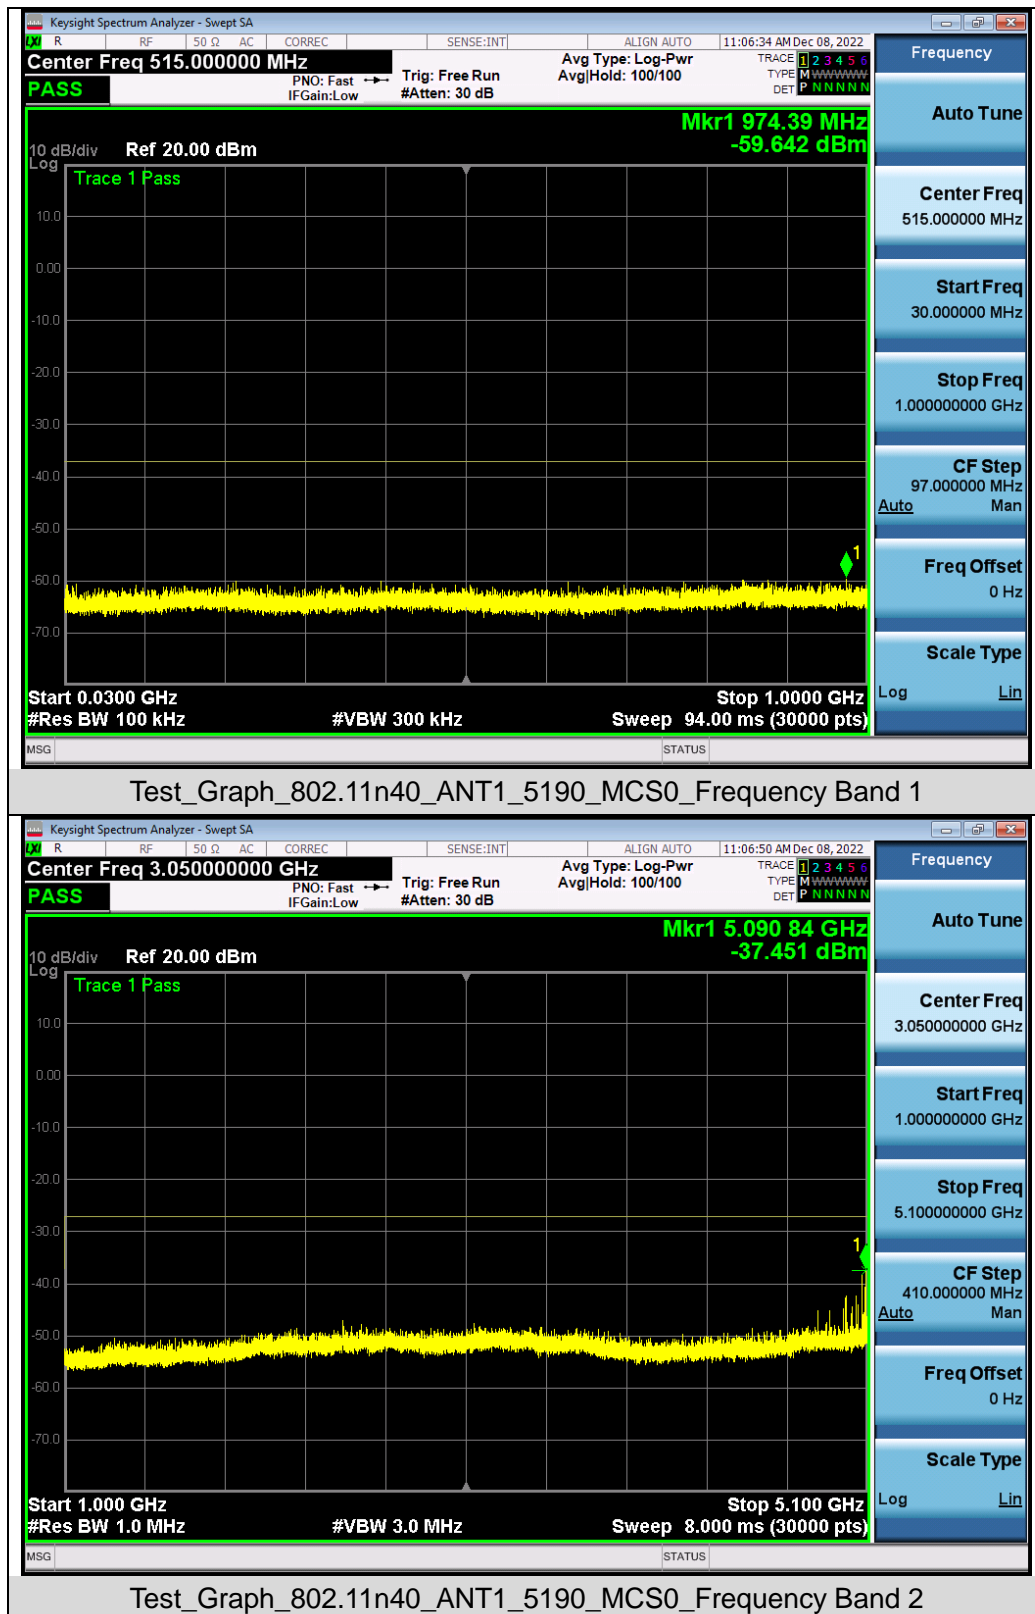 Keysight Spectrum Analyzer - Swept SA
LXI R RF 50 Ω AC CORREC SENSE:INT ALIGN AUTO 11:06:34 AM Dec 08, 2022
Center Freq 515.000000 MHz
PASS
PNO: Fast
IFGain:Low
Trig: Free Run
#Atten: 30 dB
Avg Type: Log-Pwr
Avg|Hold: 100/100
TRACE 1 2 3 4 5 6
TYPE M WWWWW
DET P N N N N N
Mkr1 974.39 MHz
-59.642 dBm
10 dB/div Ref 20.00 dBm
Log
Trace 1 Pass
10.0
0.00
-10.0
-20.0
-30.0
-40.0
-50.0
-60.0
-70.0
1
Start 0.0300 GHz Stop 1.0000 GHz
#Res BW 100 kHz #VBW 300 kHz Sweep 94.00 ms (30000 pts)
MSG STATUS
Frequency
Auto Tune
Center Freq
515.000000 MHz
Start Freq
30.000000 MHz
Stop Freq
1.000000000 GHz
CF Step
97.000000 MHz
Auto Man
Freq Offset
0 Hz
Scale Type
Log Lin
Test_Graph_802.11n40_ANT1_5190_MCS0_Frequency Band 1
Keysight Spectrum Analyzer - Swept SA
LXI R RF 50 Ω AC CORREC SENSE:INT ALIGN AUTO 11:06:50 AM Dec 08, 2022
Center Freq 3.050000000 GHz
PASS
PNO: Fast
IFGain:Low
Trig: Free Run
#Atten: 30 dB
Avg Type: Log-Pwr
Avg|Hold: 100/100
TRACE 1 2 3 4 5 6
TYPE M WWWWW
DET P N N N N N
Mkr1 5.090 84 GHz
-37.451 dBm
10 dB/div Ref 20.00 dBm
Log
Trace 1 Pass
10.0
0.00
-10.0
-20.0
-30.0
-40.0
-50.0
-60.0
-70.0
1
Start 1.000 GHz Stop 5.100 GHz
#Res BW 1.0 MHz #VBW 3.0 MHz Sweep 8.000 ms (30000 pts)
MSG STATUS
Frequency
Auto Tune
Center Freq
3.050000000 GHz
Start Freq
1.000000000 GHz
Stop Freq
5.100000000 GHz
CF Step
410.000000 MHz
Auto Man
Freq Offset
0 Hz
Scale Type
Log Lin
Test_Graph_802.11n40_ANT1_5190_MCS0_Frequency Band 2